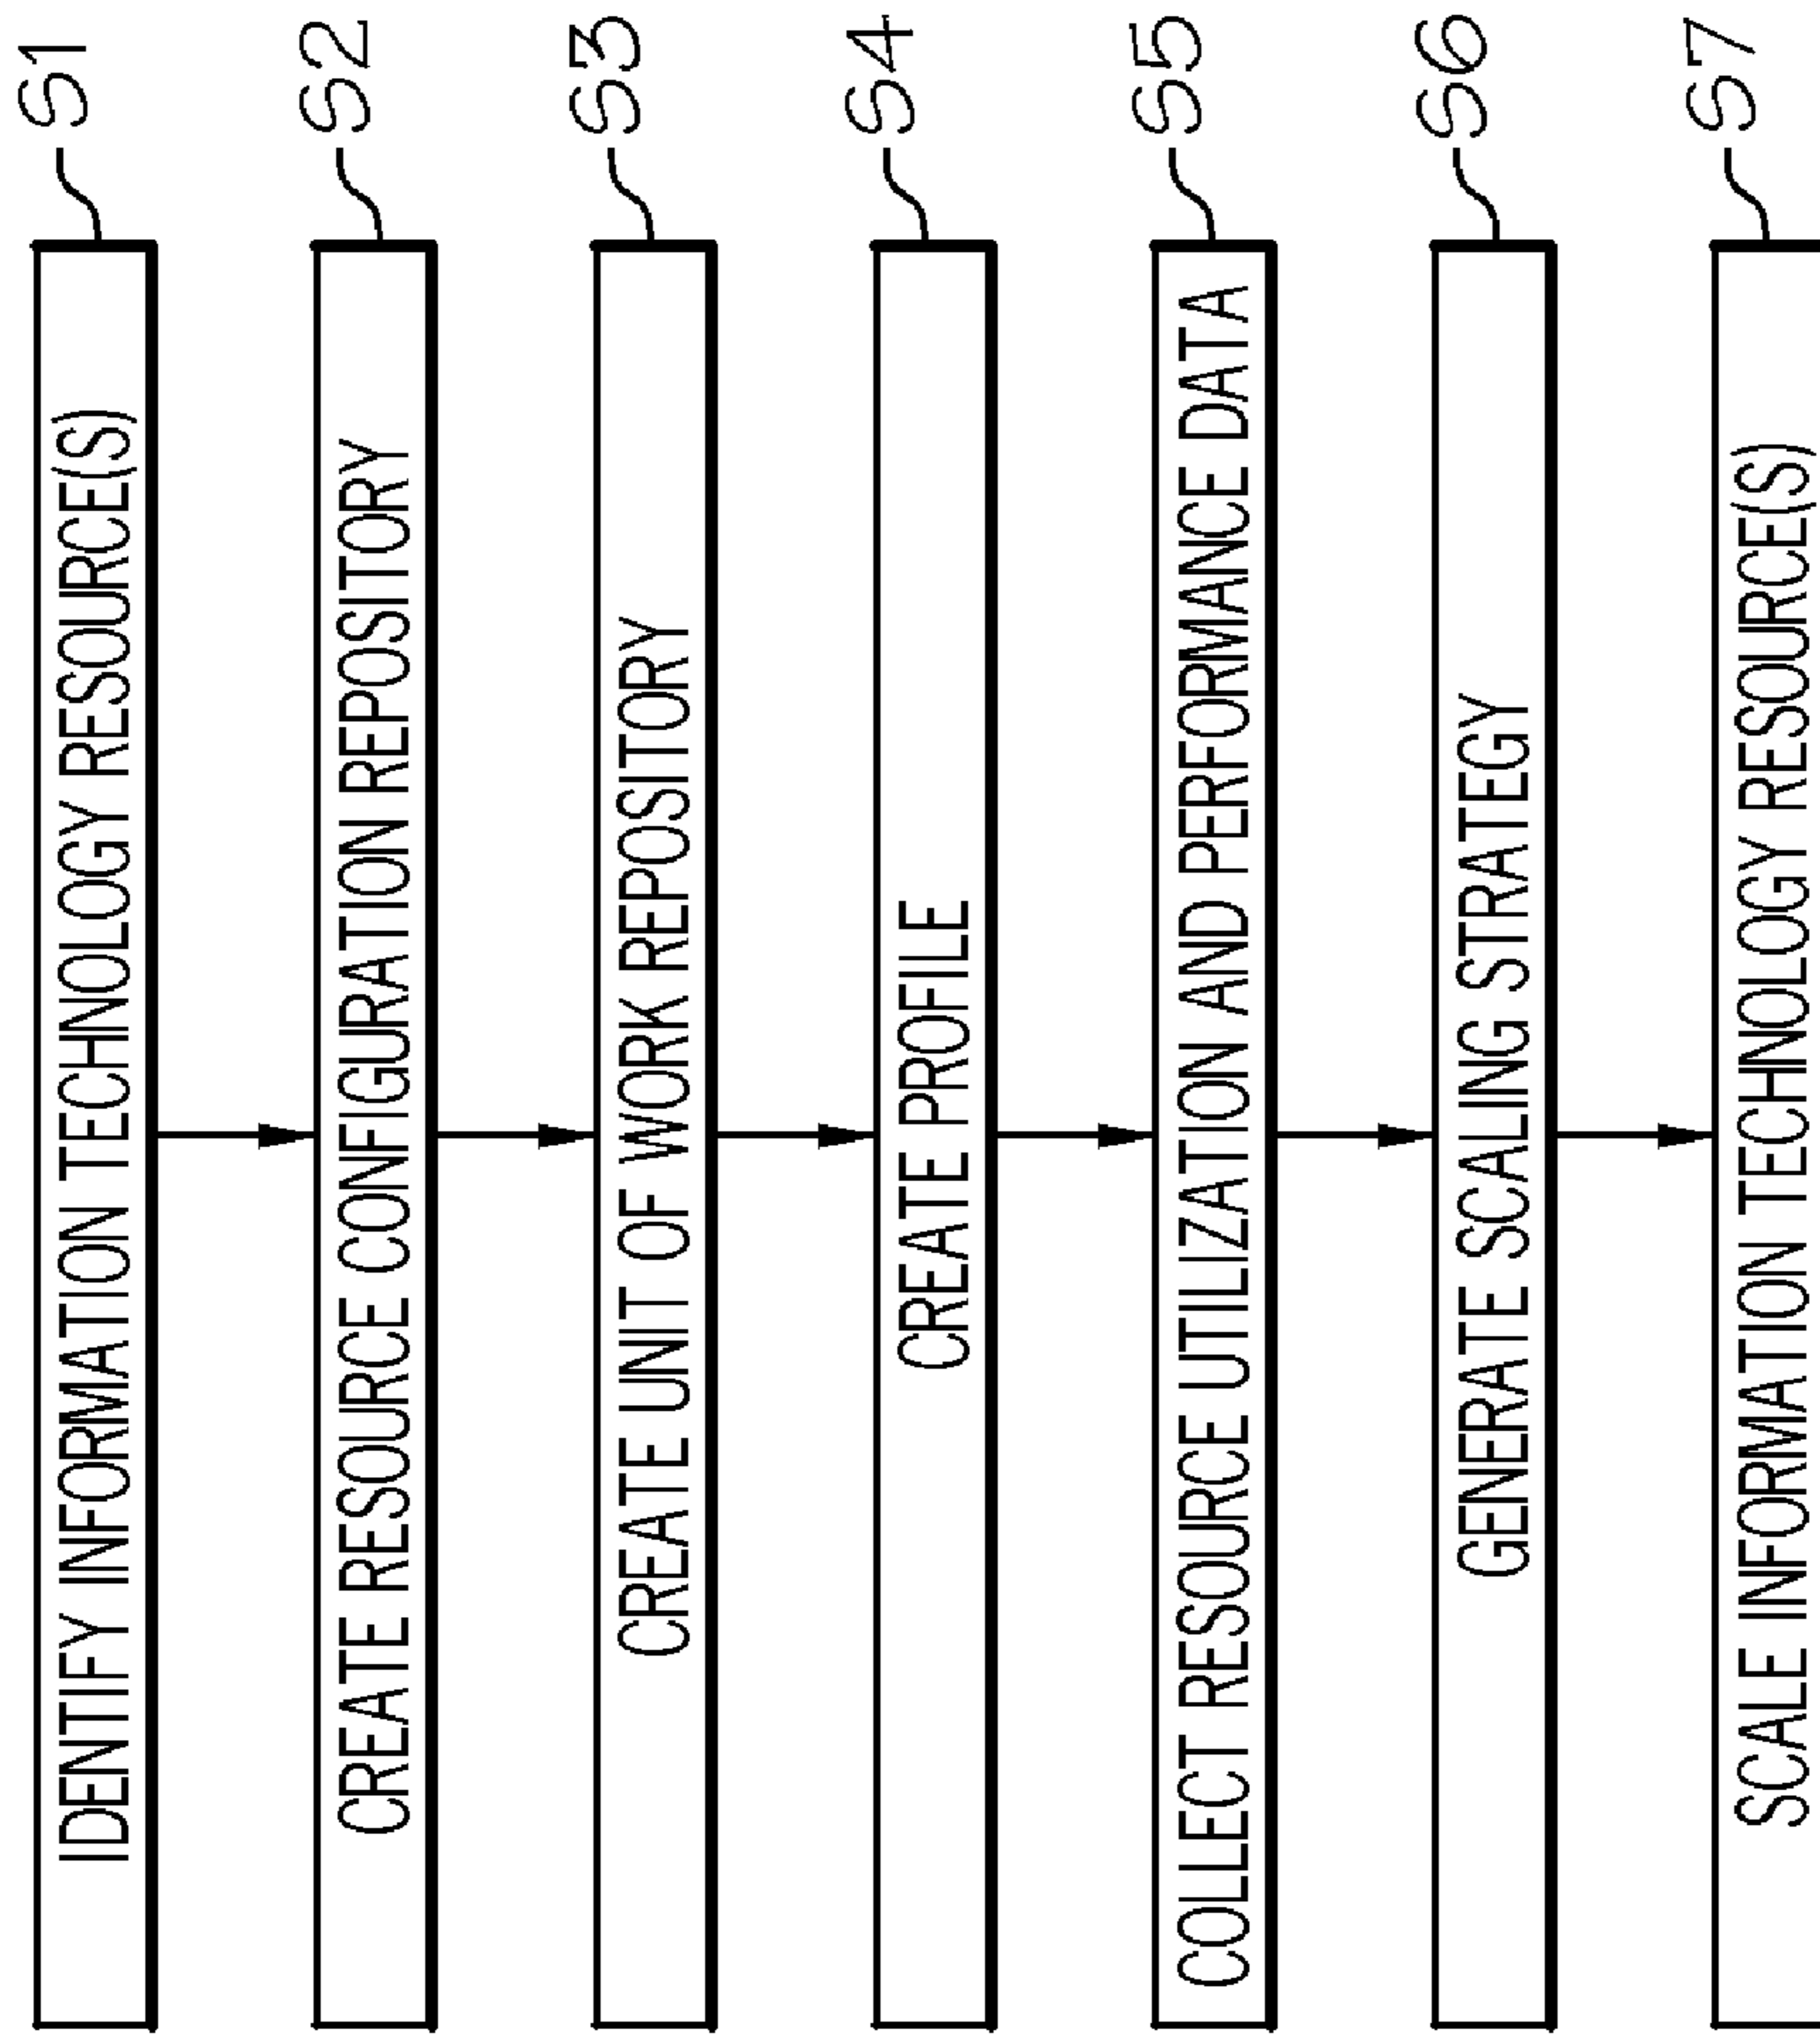 IDENTIFY INFORMATION TECHNOLOGY RESOURCE(S) S1
CREATE RESOURCE CONFIGURATION REPOSITORY S2
CREATE UNIT OF WORK REPOSITORY S3
CREATE PROFILE S4
COLLECT RESOURCE UTILIZATION AND PERFORMANCE DATA S5
GENERATE SCALING STRATEGY S6
SCALE INFORMATION TECHNOLOGY RESOURCE(S) S7